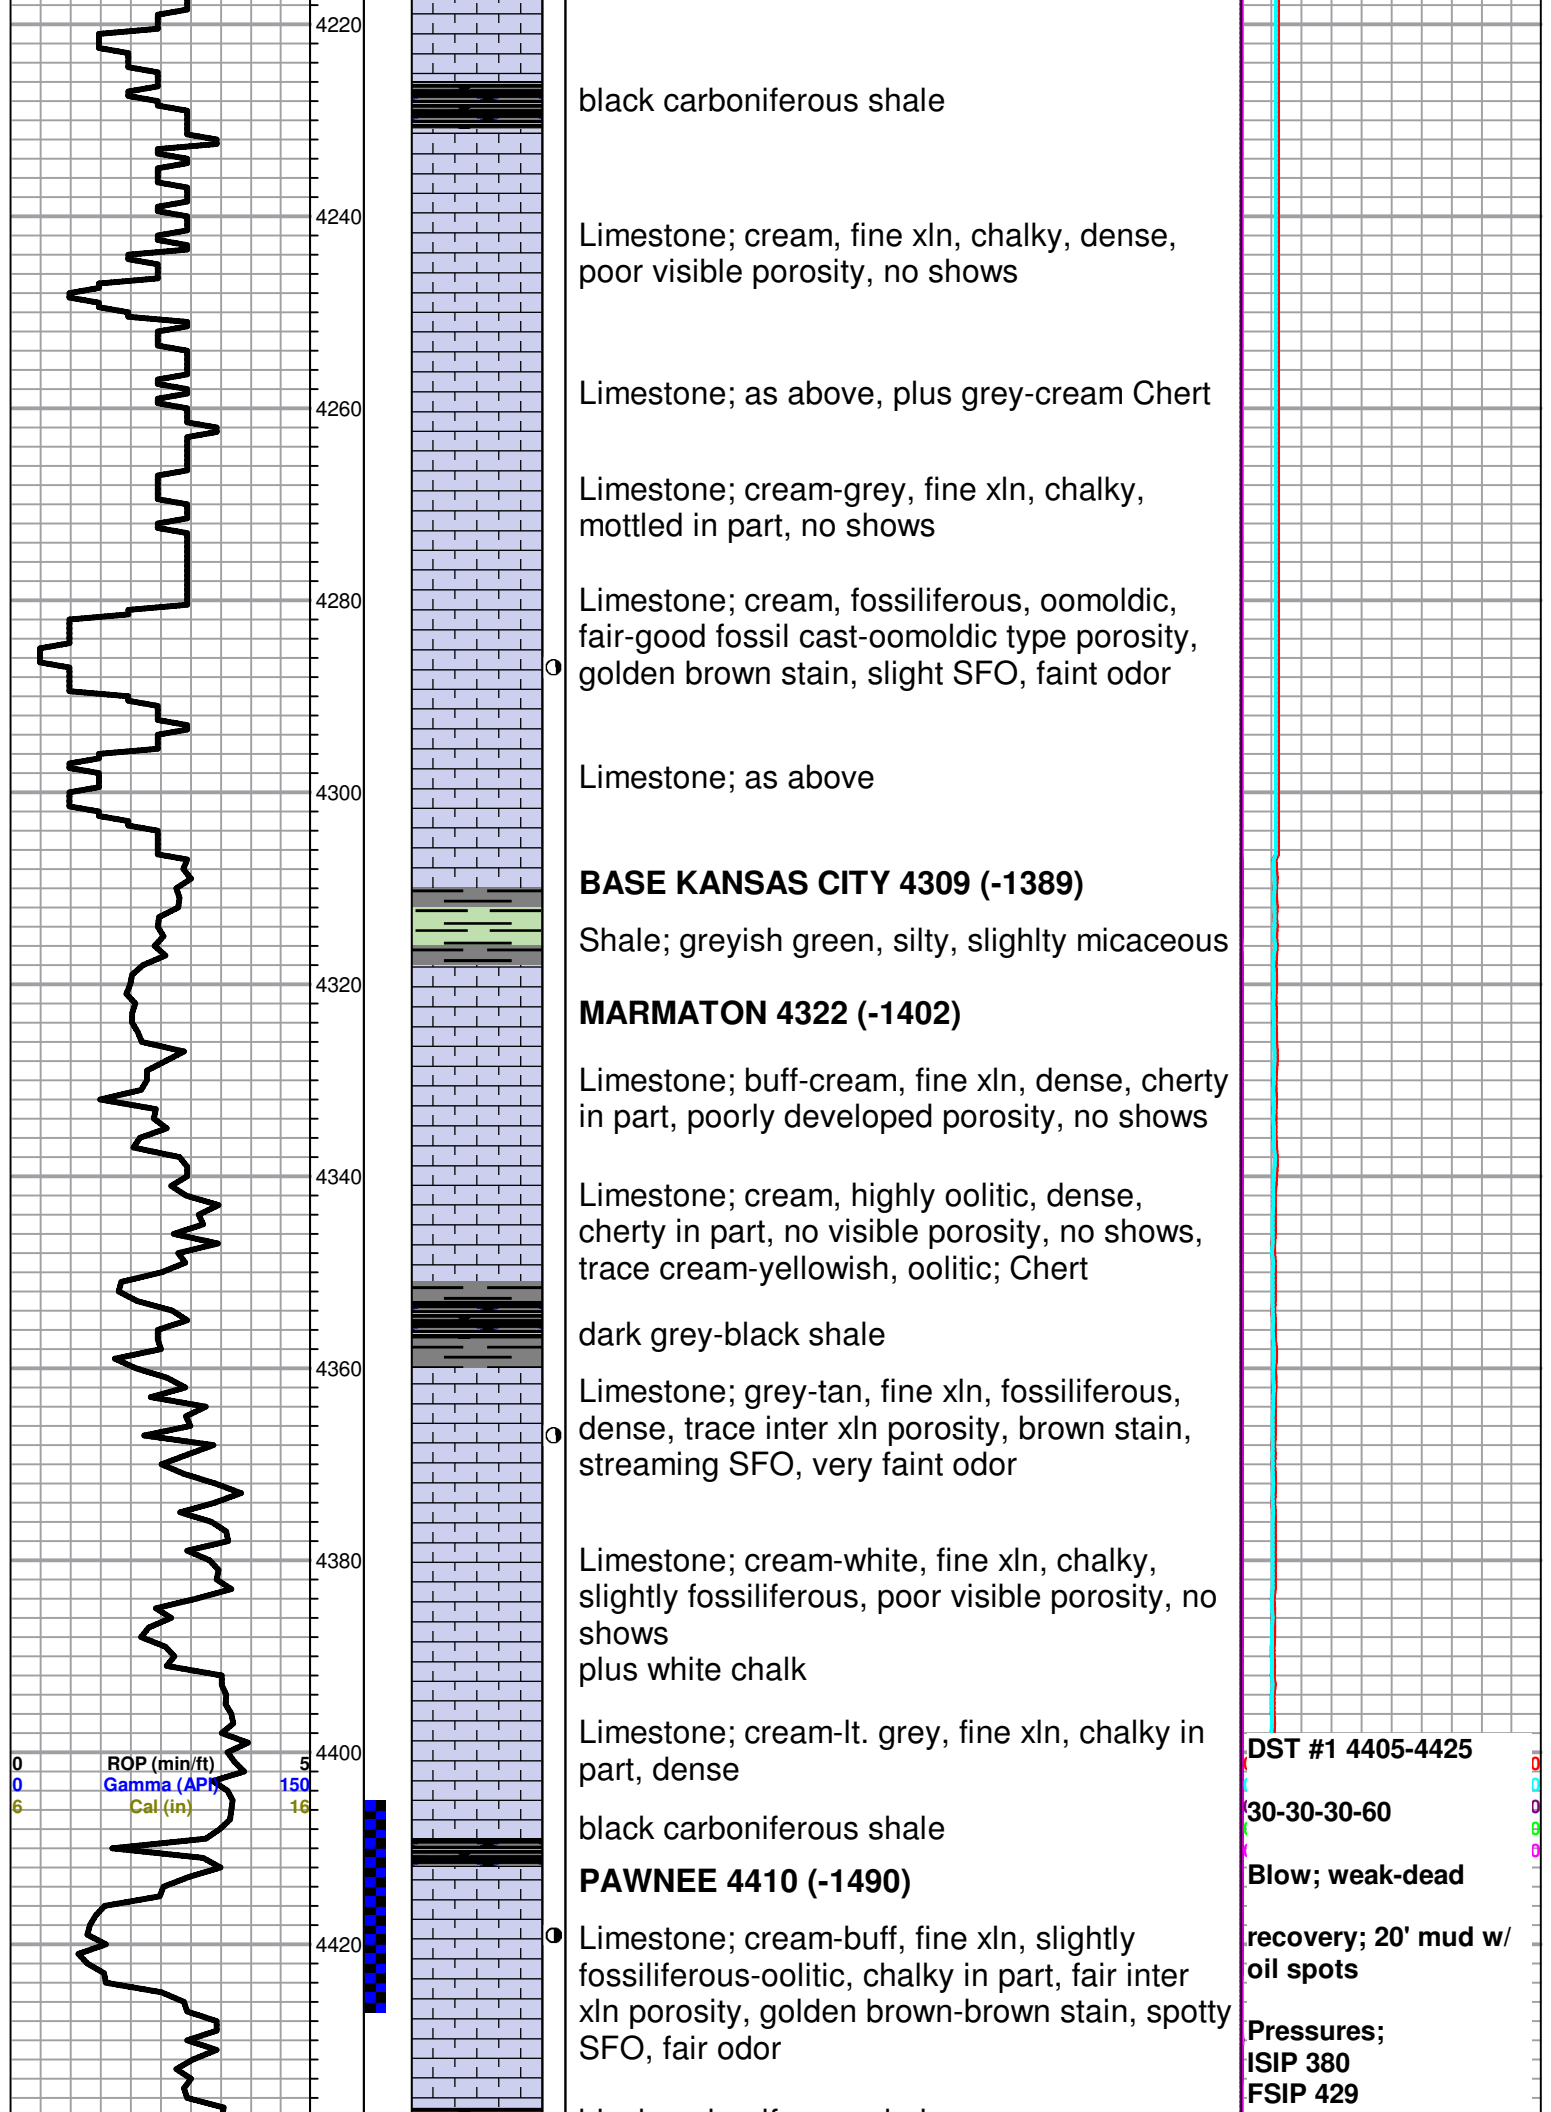 4220
black carboniferous shale
4240
Limestone; cream, fine xln, chalky, dense,
poor visible porosity, no shows
Limestone; as above, plus grey-cream Chert
4260
Limestone; cream-grey, fine xln, chalky,
mottled in part, no shows
4280
Limestone; cream, fossiliferous, oomoldic,
fair-good fossil cast-oomoldic type porosity,
golden brown stain, slight SFO, faint odor
Limestone; as above
4300
BASE KANSAS CITY 4309 (-1389)
Shale; greyish green, silty, slighlty micaceous
4320
MARMATON 4322 (-1402)
Limestone; buff-cream, fine xln, dense, cherty
in part, poorly developed porosity, no shows
4340
Limestone; cream, highly oolitic, dense,
cherty in part, no visible porosity, no shows,
trace cream-yellowish, oolitic; Chert
dark grey-black shale
4360
Limestone; grey-tan, fine xln, fossiliferous,
dense, trace inter xln porosity, brown stain,
streaming SFO, very faint odor
4380
Limestone; cream-white, fine xln, chalky,
slightly fossiliferous, poor visible porosity, no
shows
plus white chalk
Limestone; cream-lt. grey, fine xln, chalky in
part, dense
4400
0 ROP (min/ft) 5
0 Gamma (API) 150
6 Cal (in) 16
DST #1 4405-4425
30-30-30-60
black carboniferous shale
Blow; weak-dead
PAWNEE 4410 (-1490)
4420
Limestone; cream-buff, fine xln, slightly
fossiliferous-oolitic, chalky in part, fair inter
xln porosity, golden brown-brown stain, spotty
SFO, fair odor
recovery; 20' mud w/
oil spots
Pressures;
ISIP 380
FSIP 429